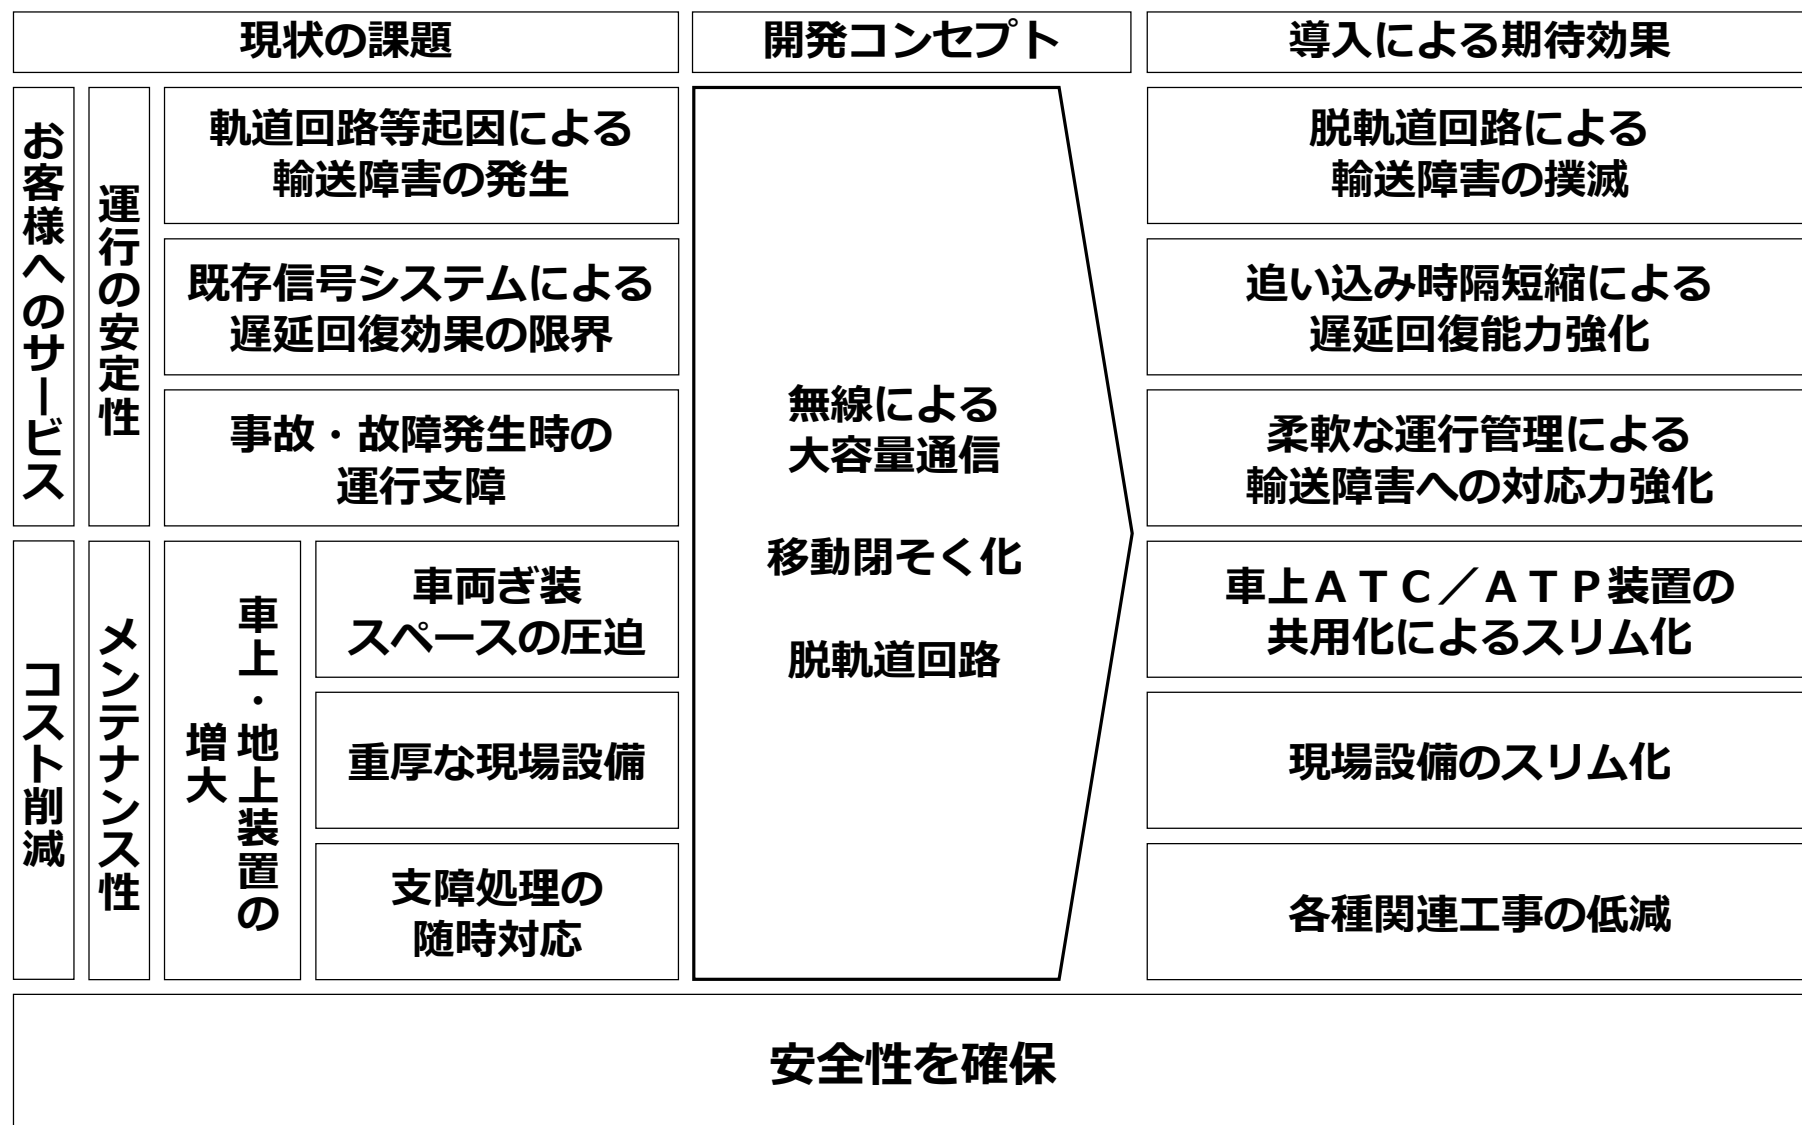 現状の課題
開発コンセプト
導入による期待効果
お客様へのサービス
運行の安定性
軌道回路等起因による
輸送障害の発生
既存信号システムによる
遅延回復効果の限界
事故・故障発生時の
運行支障
コスト削減
メンテナンス性
車上・地上装置の
増大
車両ぎ装
スペースの圧迫
重厚な現場設備
支障処理の
随時対応
無線による
大容量通信
移動閉そく化
脱軌道回路
脱軌道回路による
輸送障害の撲滅
追い込み時隔短縮による
遅延回復能力強化
柔軟な運行管理による
輸送障害への対応力強化
車上ATC/ATP装置の
共用化によるスリム化
現場設備のスリム化
各種関連工事の低減
安全性を確保